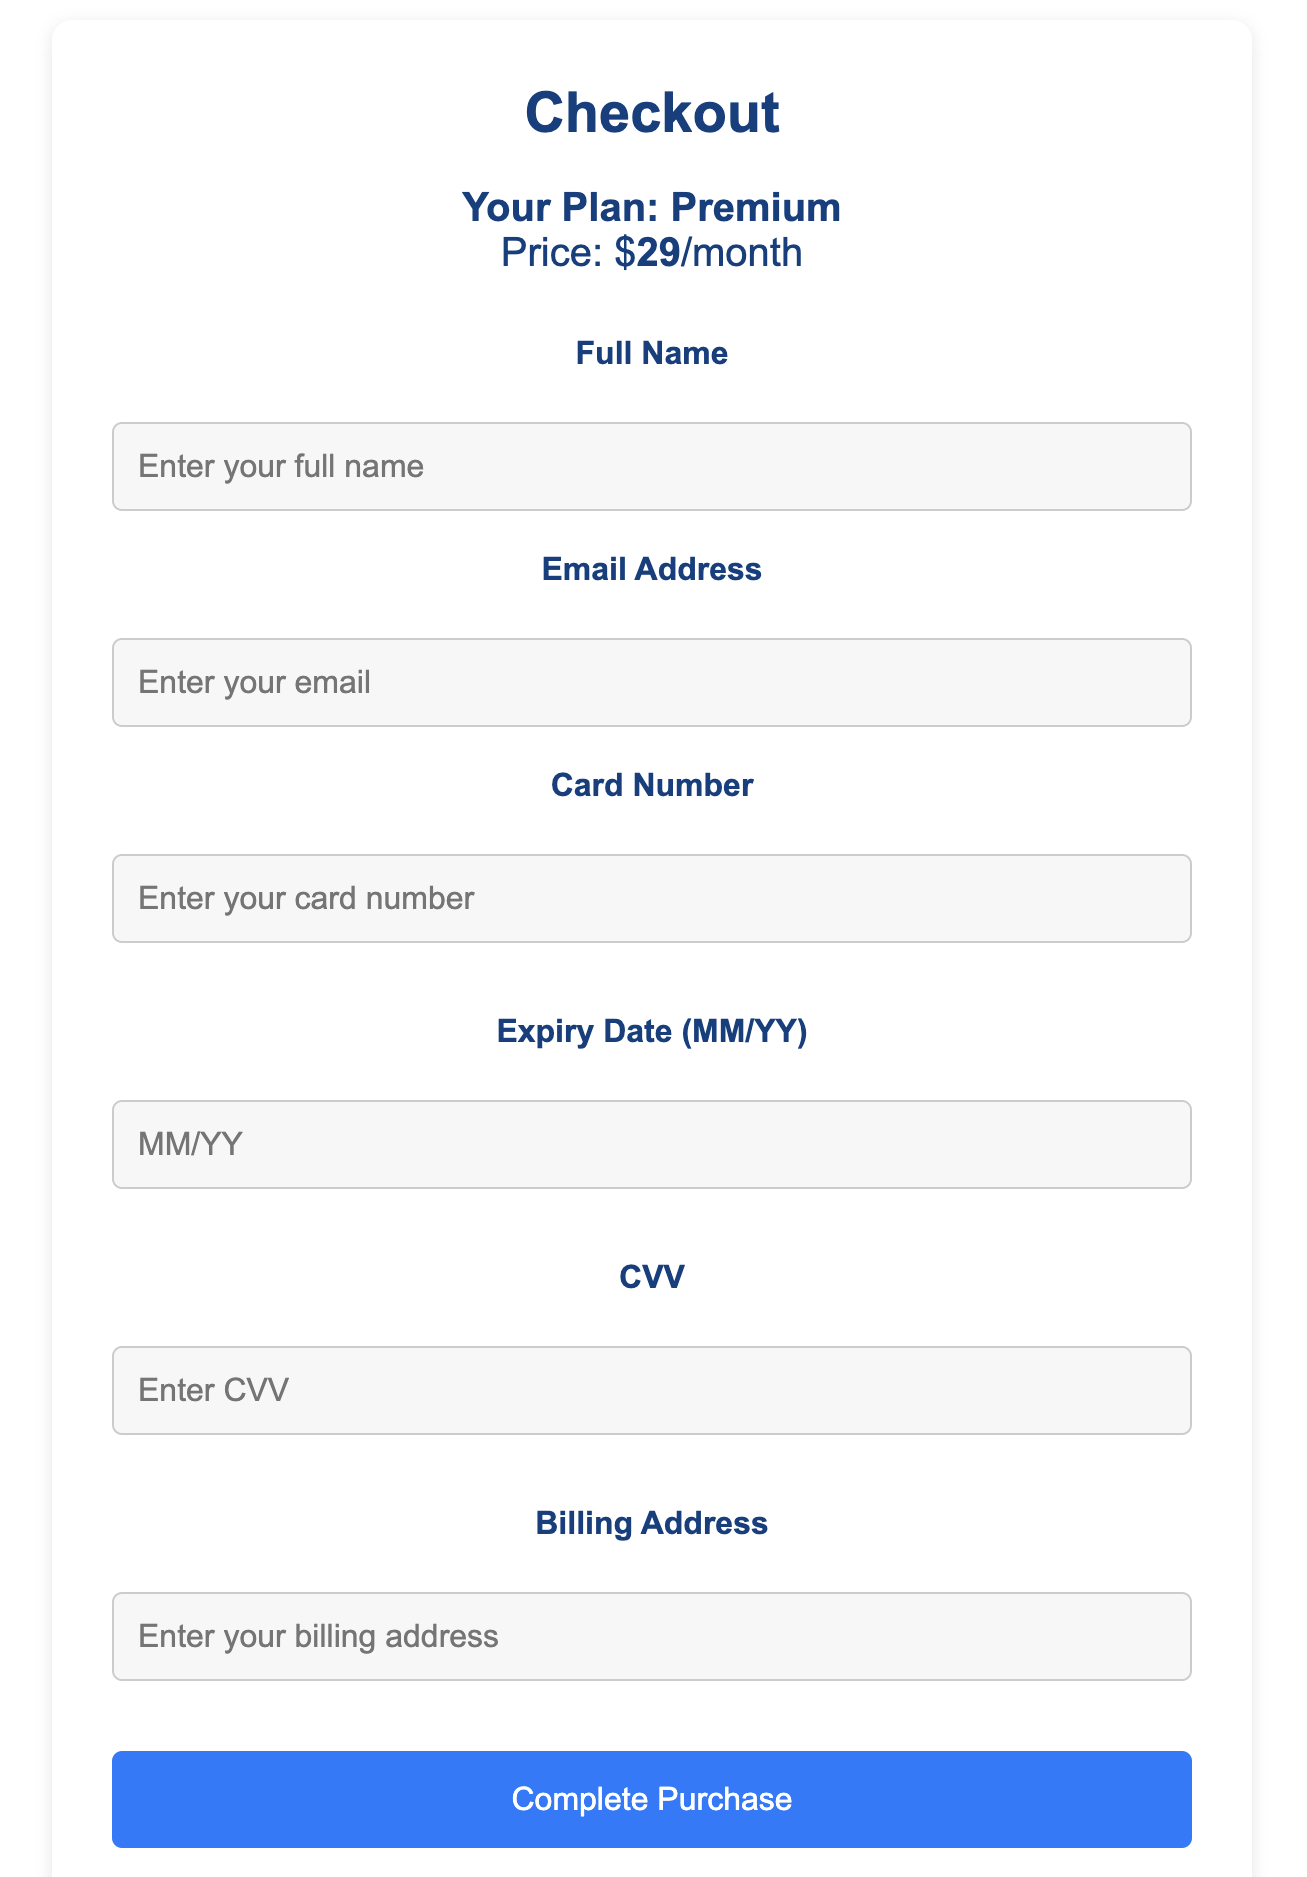 Checkout
Your Plan: Premium
Price: $29/month
Full Name
Enter your full name
Email Address
Enter your email
Card Number
Enter your card number
Expiry Date (MM/YY)
MM/YY
CVV
Enter CVV
Billing Address
Enter your billing address
Complete Purchase